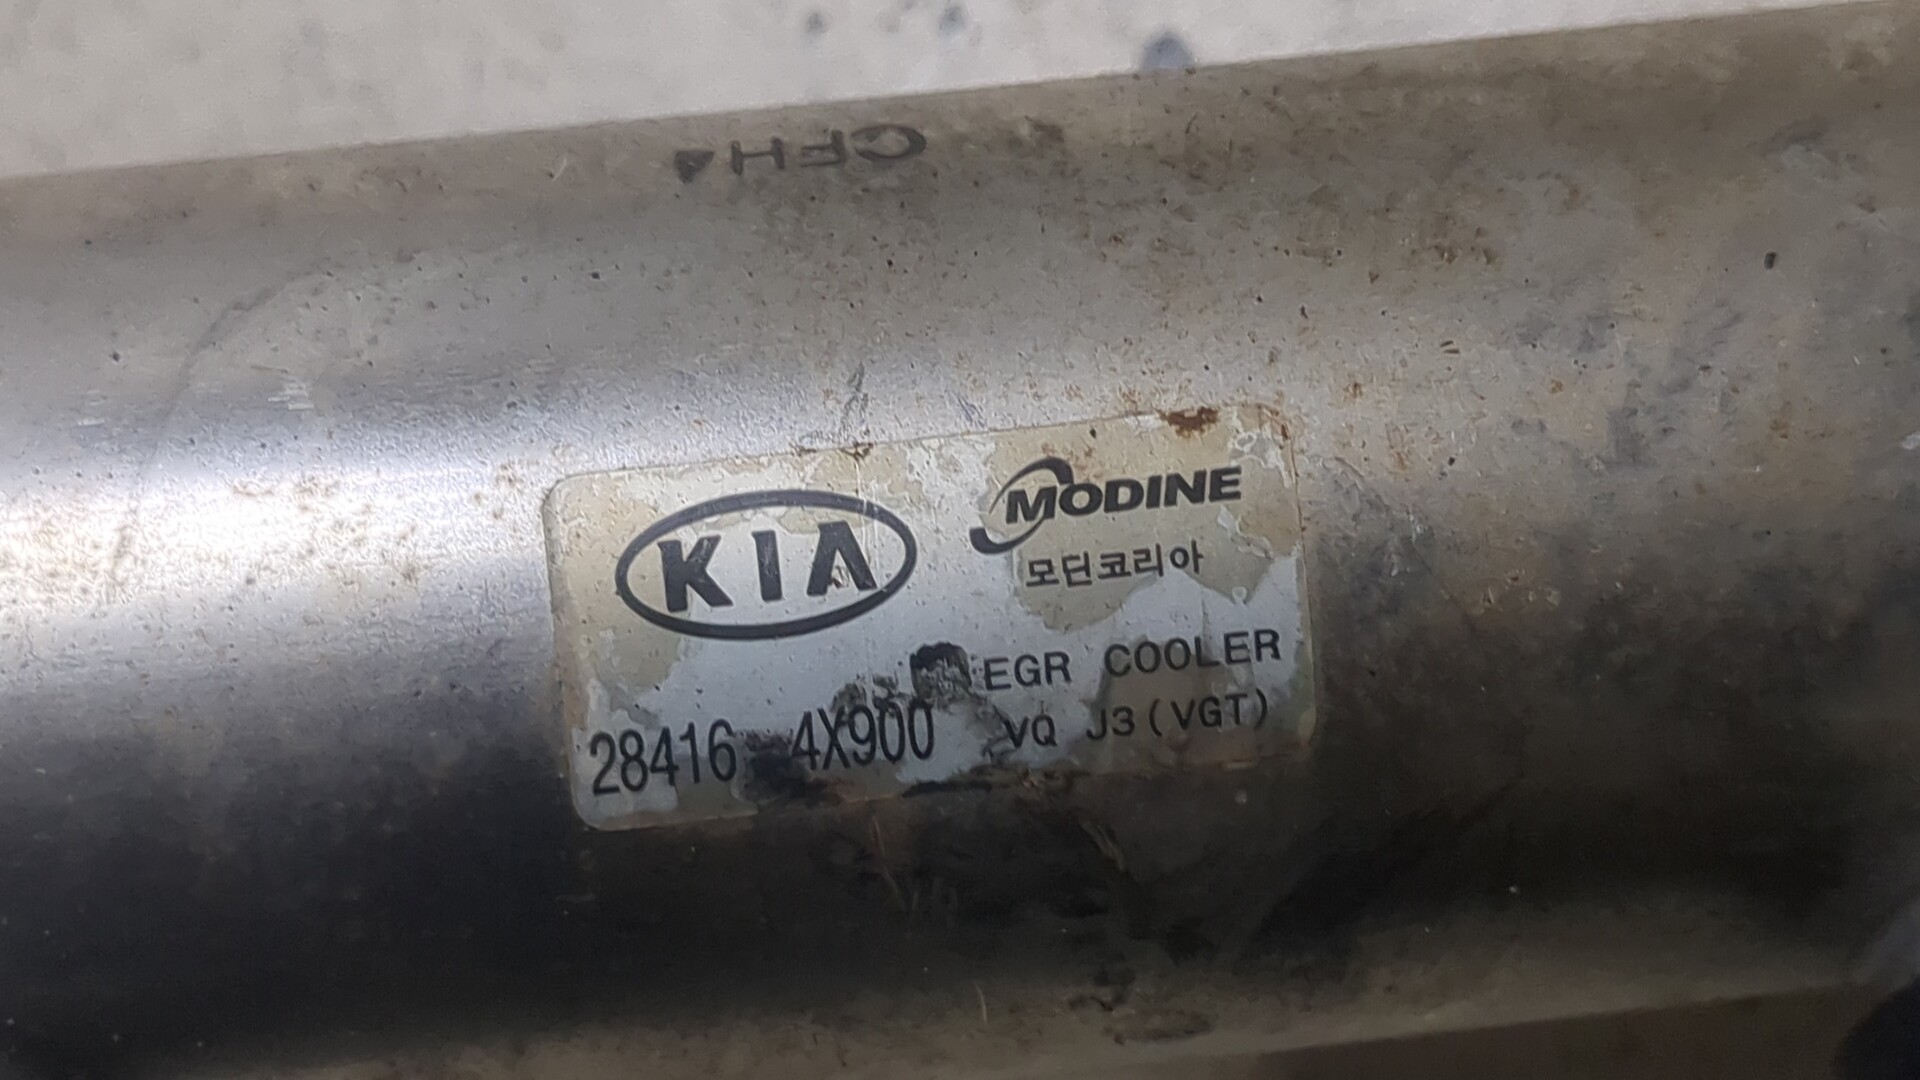 CFH4
KIA
MODINE
모딘코리아
EGR COOLER
28416-4X900 VQ J3(VGT)